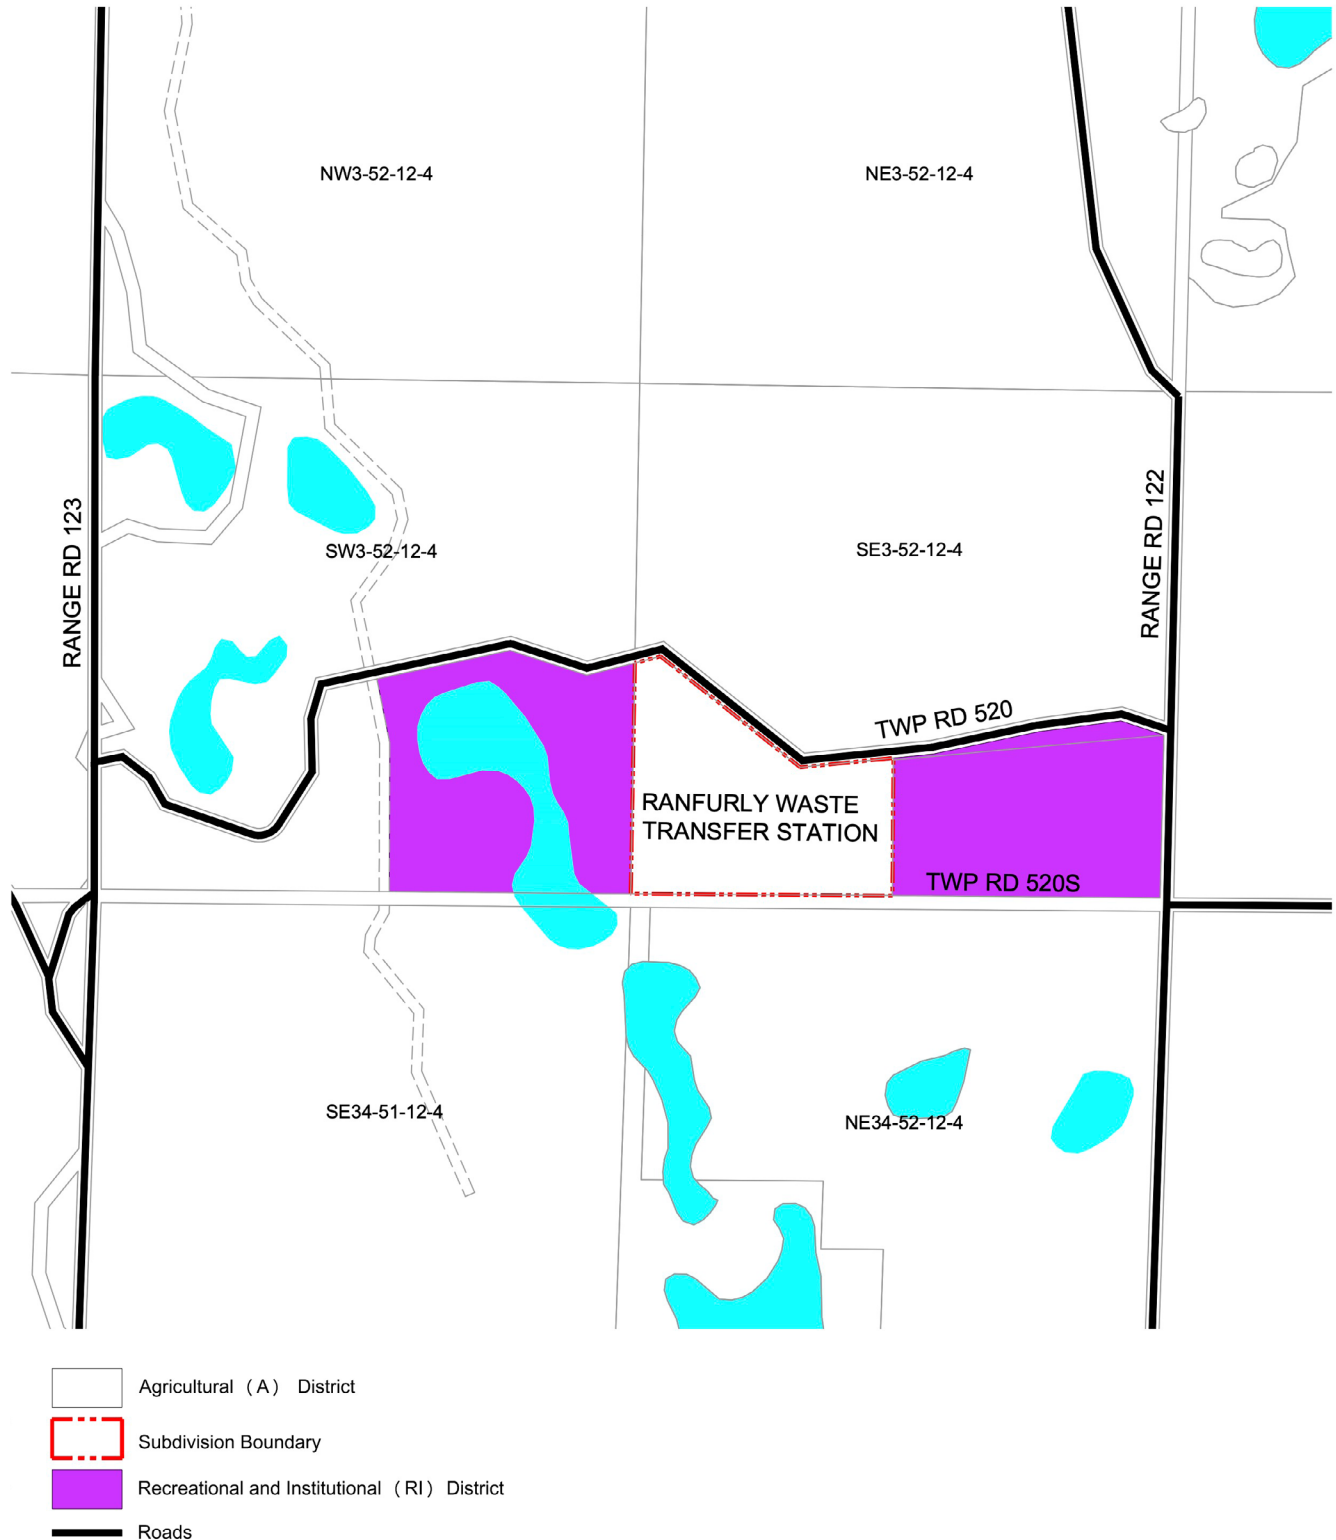 NW3-52-12-4
NE3-52-12-4
RANGE RD 123
RANGE RD 122
SW3-52-12-4
SE3-52-12-4
TWP RD 520
RANFURLY WASTE
TRANSFER STATION
TWP RD 520S
SE34-51-12-4
NE34-52-12-4
Agricultural (A) District
Subdivision Boundary
Recreational and Institutional (RI) District
Roads